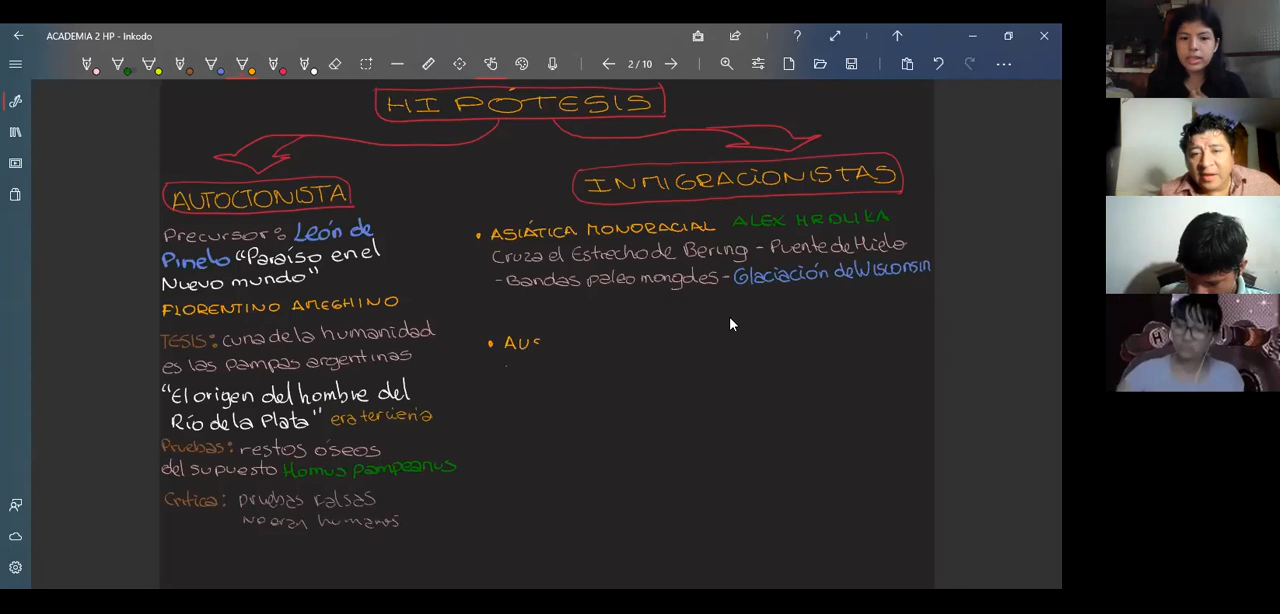 ACADEMIA 2 HP - Inkodo
2 / 10
HIPÓTESIS
AUTOCTONISTA
Precursor: León de
Pinelo "Paraíso en el
Nuevo mundo"
FLORENTINO AMEGHINO
TESIS: cuna de la humanidad
es las pampas argentinas
"El origen del hombre del
Río de la Plata" era terciería
Pruebas: restos óseos
del supuesto Homus pampeanus
Crítica: pruebas falsas
no eran humanos
INMIGRACIONISTAS
• ASIÁTICA MONORACIAL ALEX HRDLIKA
Cruza el Estrecho de Bering - Puente de Hielo
- Bandas paleo mongoles - Glaciación de Wisconsin
• AUS